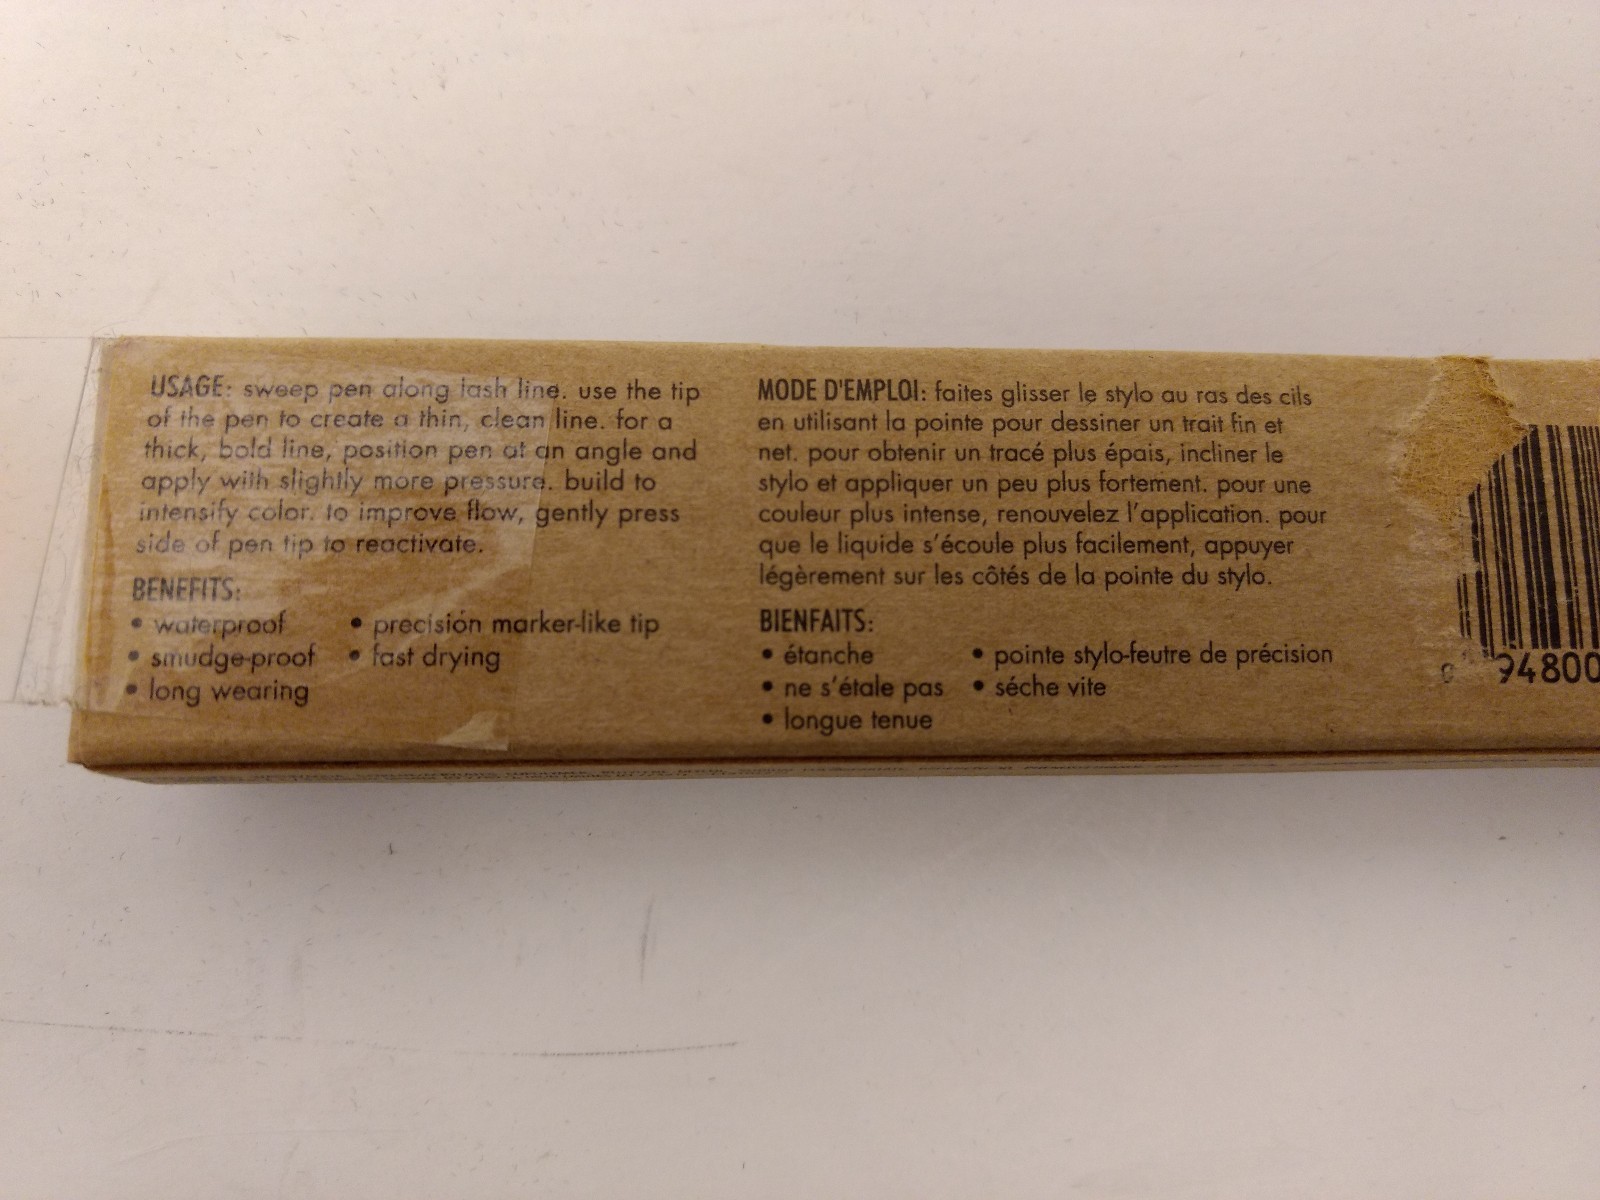 USAGE: sweep pen along lash line. use the tip
of the pen to create a thin, clean line. for a
thick, bold line, position pen at an angle and
apply with slightly more pressure. build to
intensify color. to improve flow, gently press
side of pen tip to reactivate.
BENEFITS:
• waterproof • precision marker-like tip
• smudge-proof • fast drying
• long wearing
MODE D'EMPLOI: faites glisser le stylo au ras des cils
en utilisant la pointe pour dessiner un trait fin et
net. pour obtenir un tracé plus épais, incliner le
stylo et appliquer un peu plus fortement. pour une
couleur plus intense, renouvelez l'application. pour
que le liquide s'écoule plus facilement, appuyer
légèrement sur les côtés de la pointe du stylo.
BIENFAITS:
• étanche • pointe stylo-feutre de précision
• ne s'étale pas • séche vite
• longue tenue
0 94800